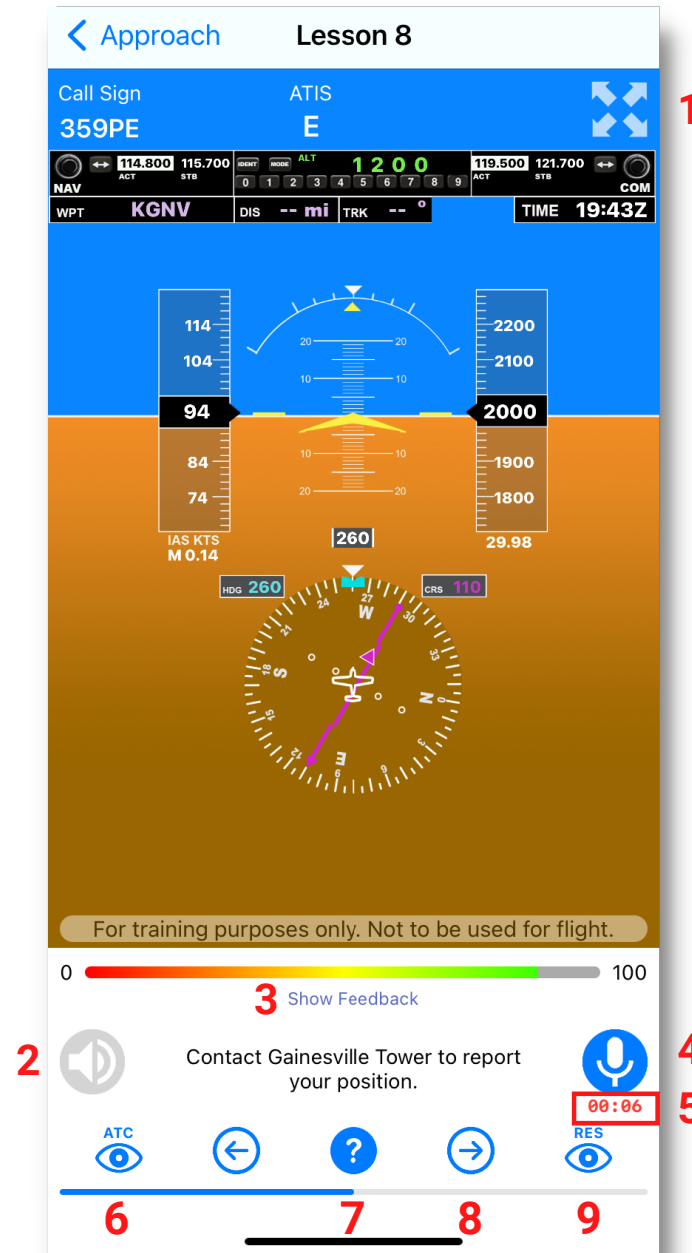 Approach Lesson 8
Call Sign ATIS
359PE E
1
114.800 115.700 IDENT MODE ALT 1200 119.500 121.700
ACT STB 0 1 2 3 4 5 6 7 8 9 ACT STB
NAV COM
WPT KGNV DIS -- mi TRK -- ° TIME 19:43Z
114 20 20 2200
104 10 10 2100
94 2000
84 10 10 1900
74 20 20 1800
IAS KTS 260 29.98
M 0.14
HDG 260 CRS 110
24 27 W 30
21 33
18 S N 0
15 3
12 E 9 6
For training purposes only. Not to be used for flight.
0 100
3 Show Feedback
2 Contact Gainesville Tower to report 4
your position.
00:06 5
ATC ? RES
6 7 8 9